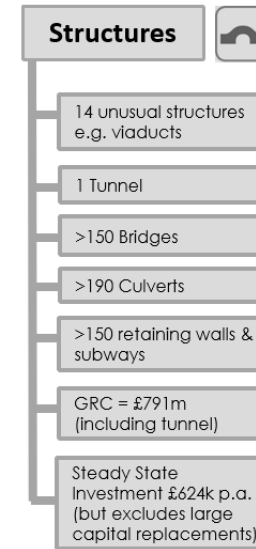 Structures
14 unusual structures
e.g. viaducts
1 Tunnel
>150 Bridges
>190 Culverts
>150 retaining walls &
subways
GRC = £791m
(including tunnel)
Steady State
Investment £624k p.a.
(but excludes large
capital replacements)